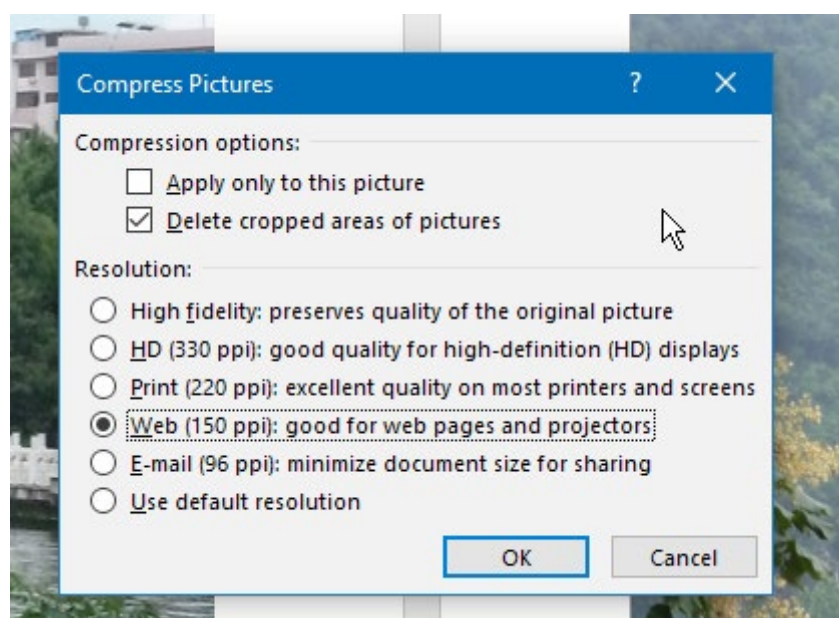 Compress Pictures ? ✕
Compression options:
Apply only to this picture
Delete cropped areas of pictures
Resolution:
High fidelity: preserves quality of the original picture
HD (330 ppi): good quality for high-definition (HD) displays
Print (220 ppi): excellent quality on most printers and screens
Web (150 ppi): good for web pages and projectors
E-mail (96 ppi): minimize document size for sharing
Use default resolution
OK Cancel